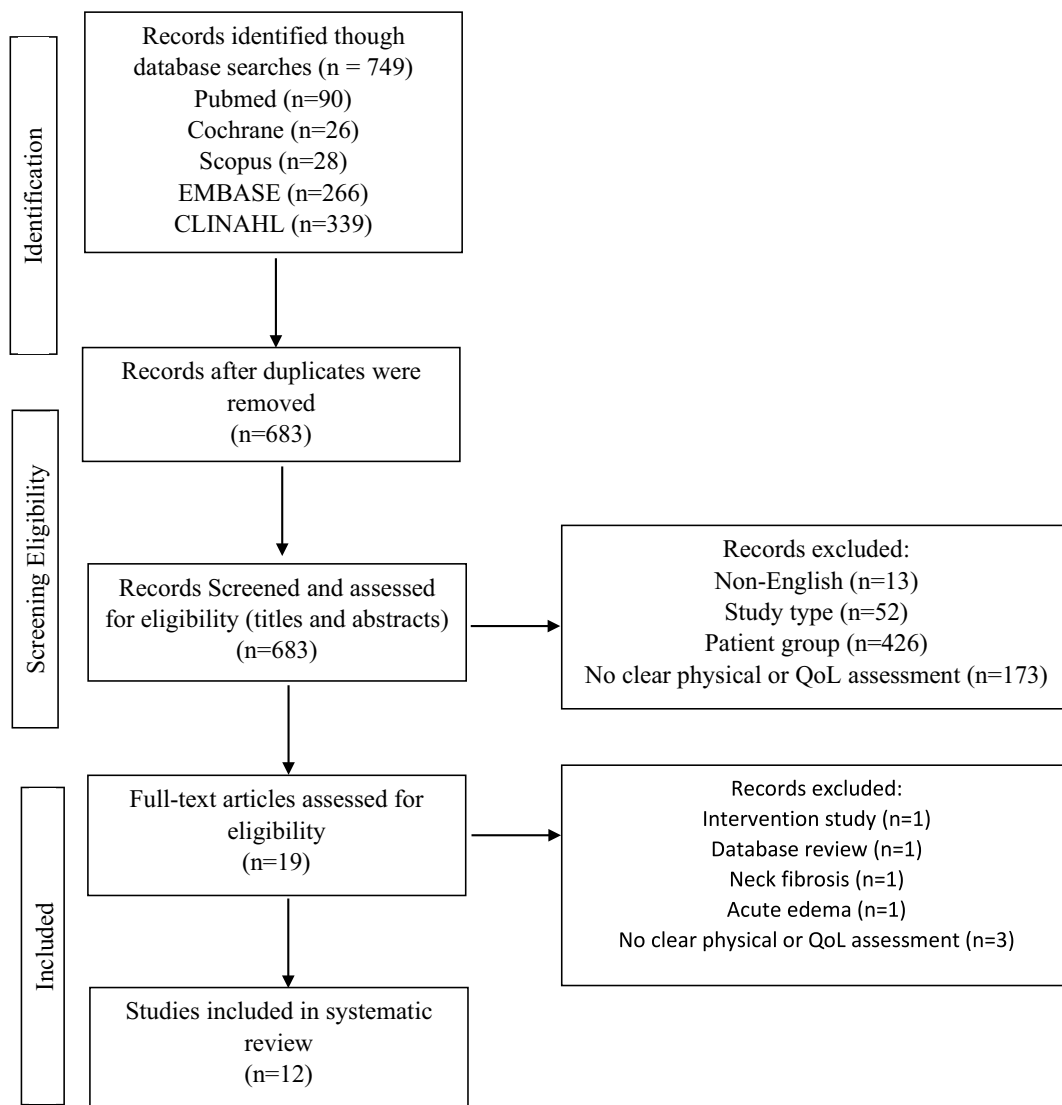 Identification
Records identified though
database searches (n = 749)
Pubmed (n=90)
Cochrane (n=26)
Scopus (n=28)
EMBASE (n=266)
CLINAHL (n=339)
Records after duplicates were
removed
(n=683)
Screening Eligibility
Records Screened and assessed
for eligibility (titles and abstracts)
(n=683)
Records excluded:
Non-English (n=13)
Study type (n=52)
Patient group (n=426)
No clear physical or QoL assessment (n=173)
Included
Full-text articles assessed for
eligibility
(n=19)
Records excluded:
Intervention study (n=1)
Database review (n=1)
Neck fibrosis (n=1)
Acute edema (n=1)
No clear physical or QoL assessment (n=3)
Studies included in systematic
review
(n=12)